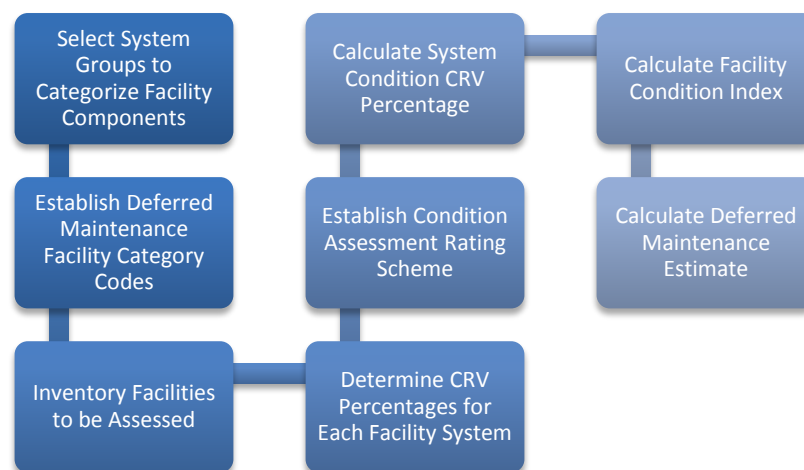 Select System
Groups to
Categorize Facility
Components
Establish Deferred
Maintenance
Facility Category
Codes
Inventory Facilities
to be Assessed
Determine CRV
Percentages for
Each Facility System
Establish Condition
Assessment Rating
Scheme
Calculate System
Condition CRV
Percentage
Calculate Facility
Condition Index
Calculate Deferred
Maintenance
Estimate